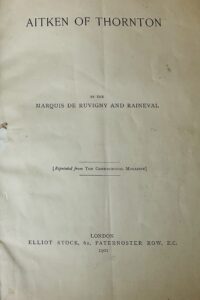 AITKEN OF THORNTON
BY THE
MARQUIS DE RUVIGNY AND RAINEVAL
[Reprinted from THE GENEALOGICAL MAGAZINE]
LONDON
ELLIOT STOCK, 62, PATERNOSTER ROW, E.C.